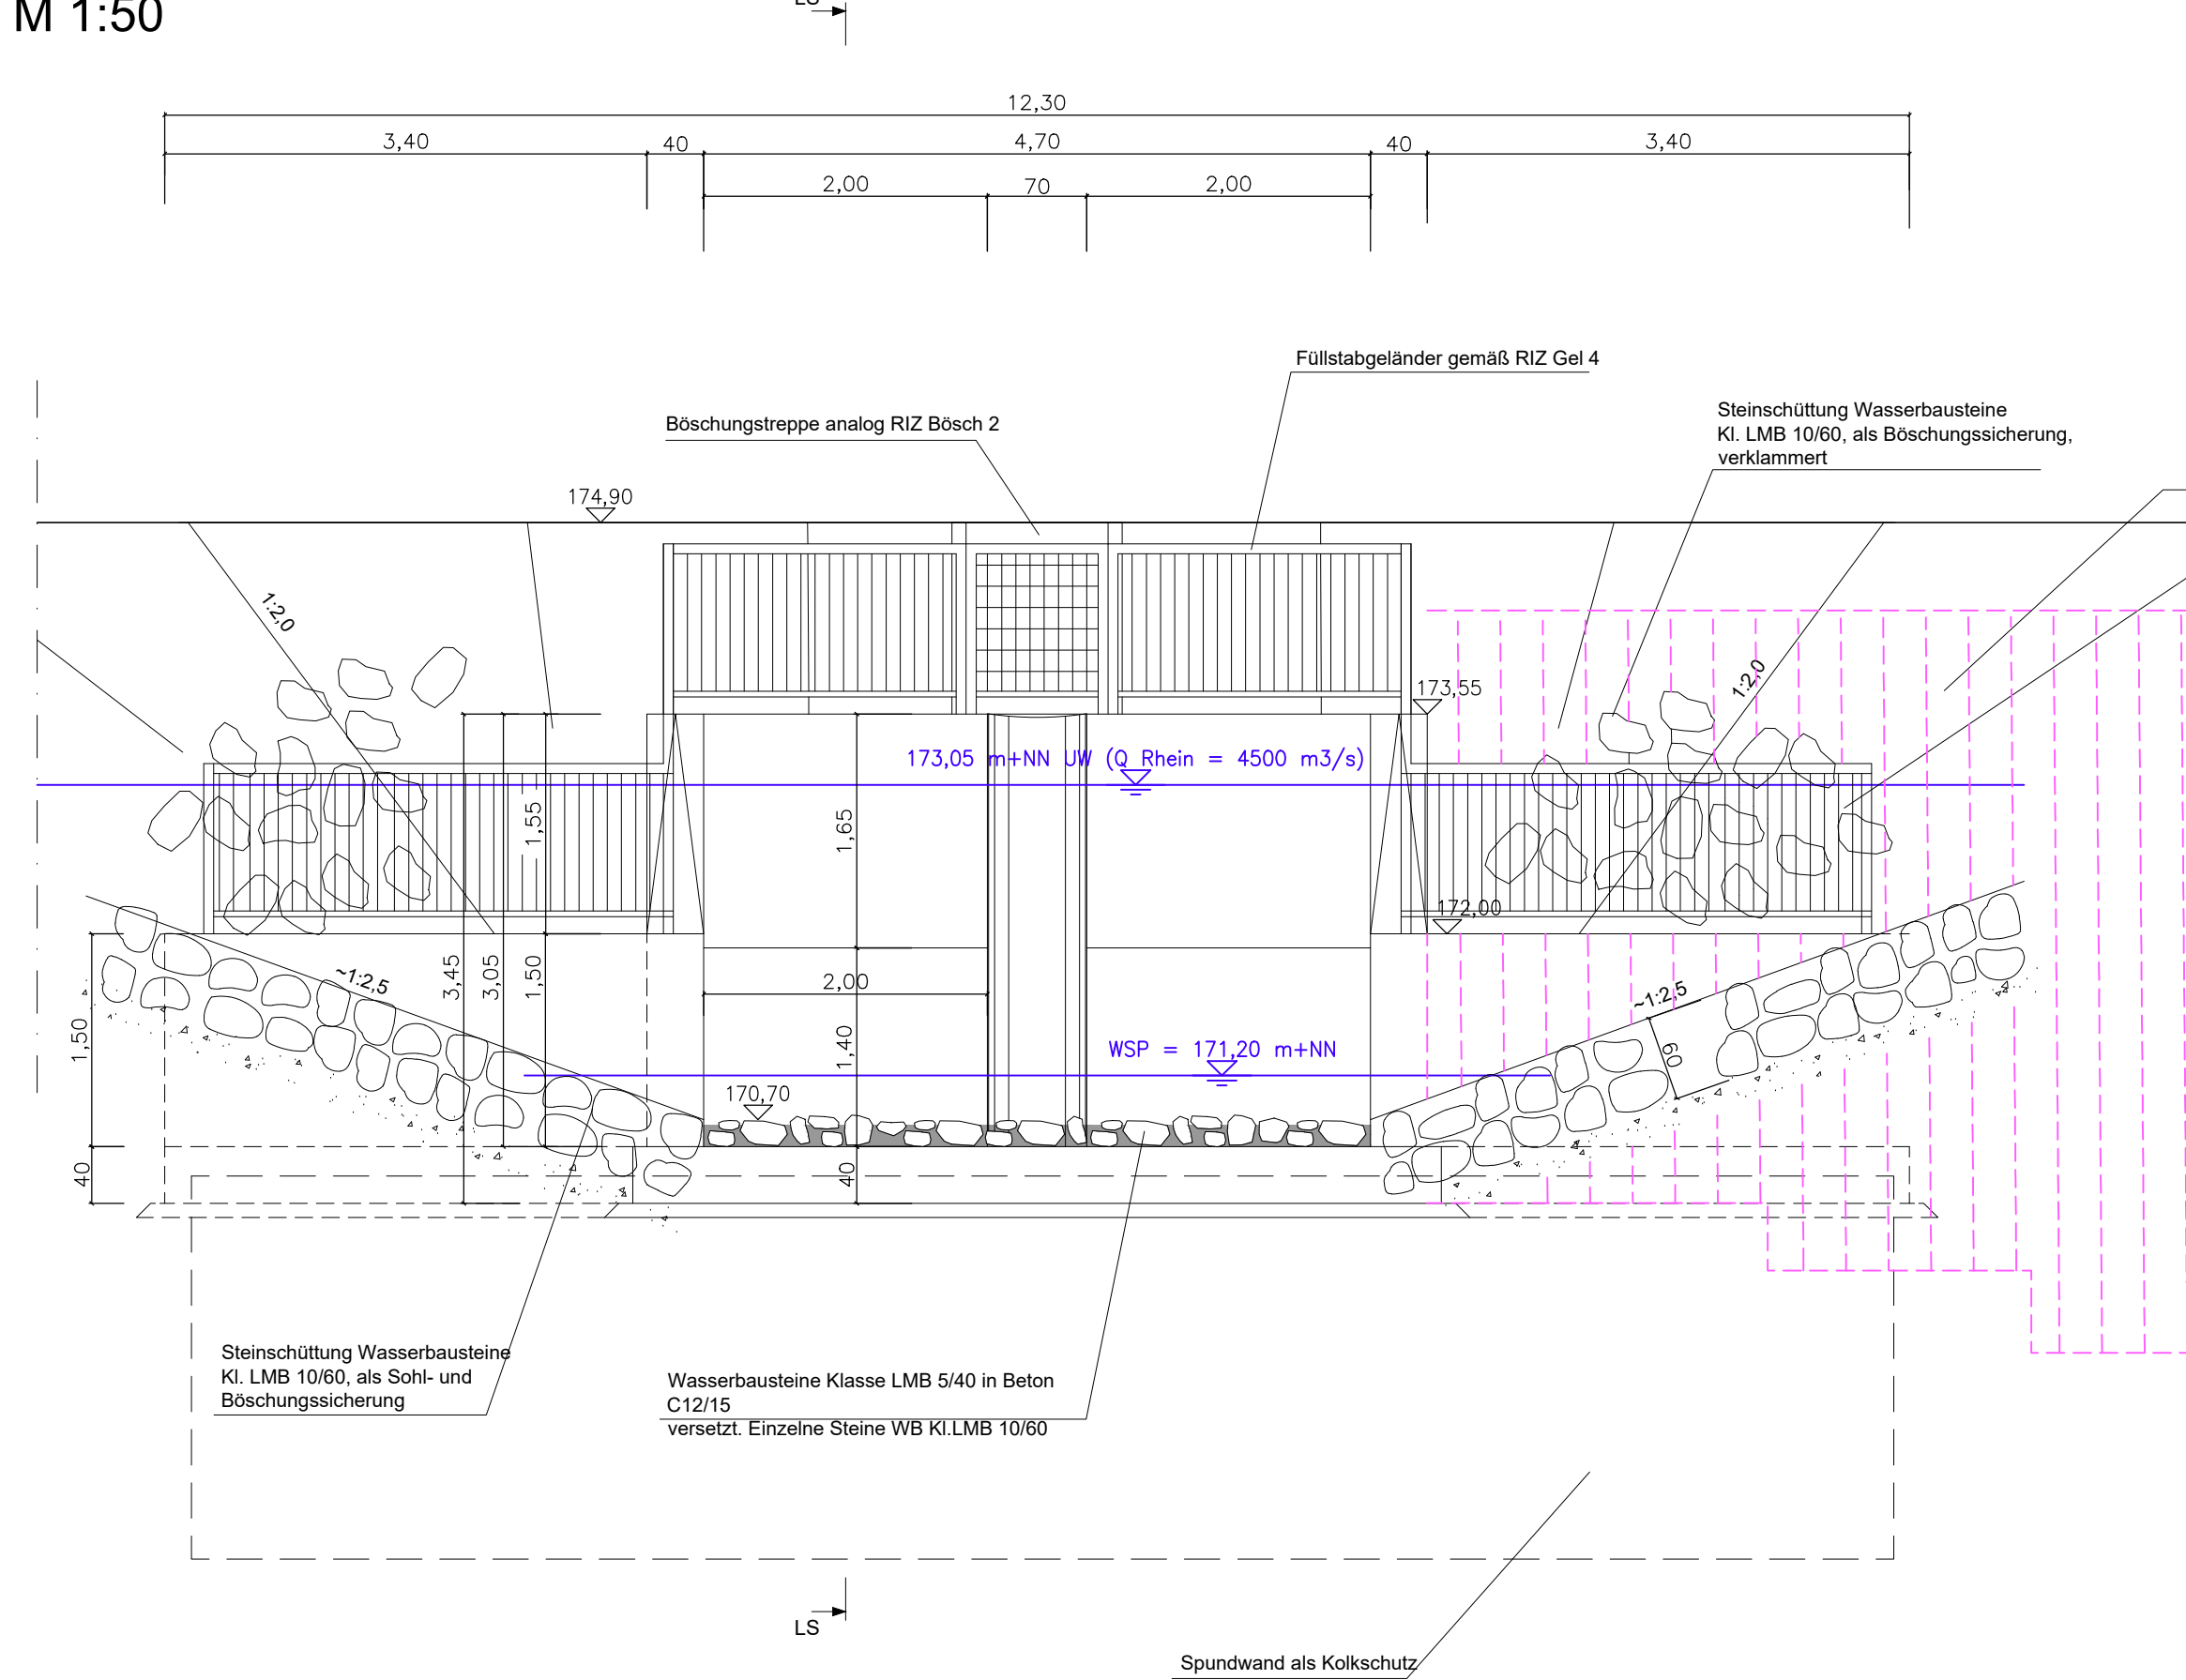 M 1:50
LS
12,30
3,40
40
4,70
40
3,40
2,00
70
2,00
Füllstabgeländer gemäß RIZ Gel 4
Böschungstreppe analog RIZ Bösch 2
Steinschüttung Wasserbausteine
Kl. LMB 10/60, als Böschungssicherung,
verklammert
174,90
1:2,0
1:2,0
173,55
173,05 m+NN UW (Q Rhein = 4500 m3/s)
1,55
1,65
172,00
~1:2,5
3,45
3,05
1,50
2,00
~1:2,5
1,50
1,40
60
WSP = 171,20 m+NN
170,70
40
40
Steinschüttung Wasserbausteine
Kl. LMB 10/60, als Sohl- und
Böschungssicherung
Wasserbausteine Klasse LMB 5/40 in Beton
C12/15
versetzt. Einzelne Steine WB Kl.LMB 10/60
LS
Spundwand als Kolkschutz